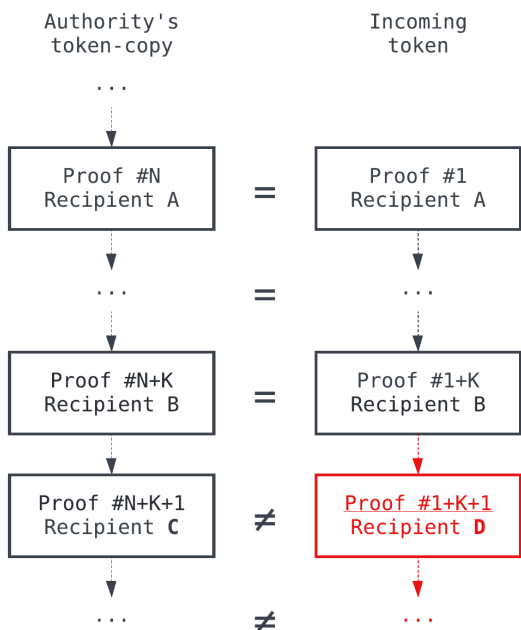 Authority's
token-copy
Incoming
token
...
Proof #N
Recipient A
=
Proof #1
Recipient A
...
=
...
Proof #N+K
Recipient B
=
Proof #1+K
Recipient B
Proof #N+K+1
Recipient C
≠
Proof #1+K+1
Recipient D
...
≠
...